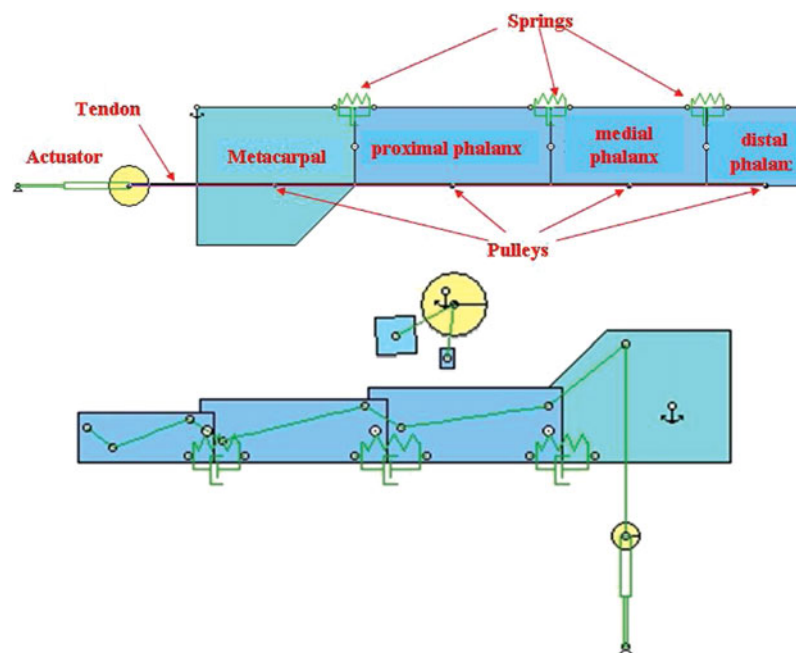 Springs
Tendon
Actuator
Metacarpal
proximal phalanx
medial
phalanx
distal
phalan
Pulleys